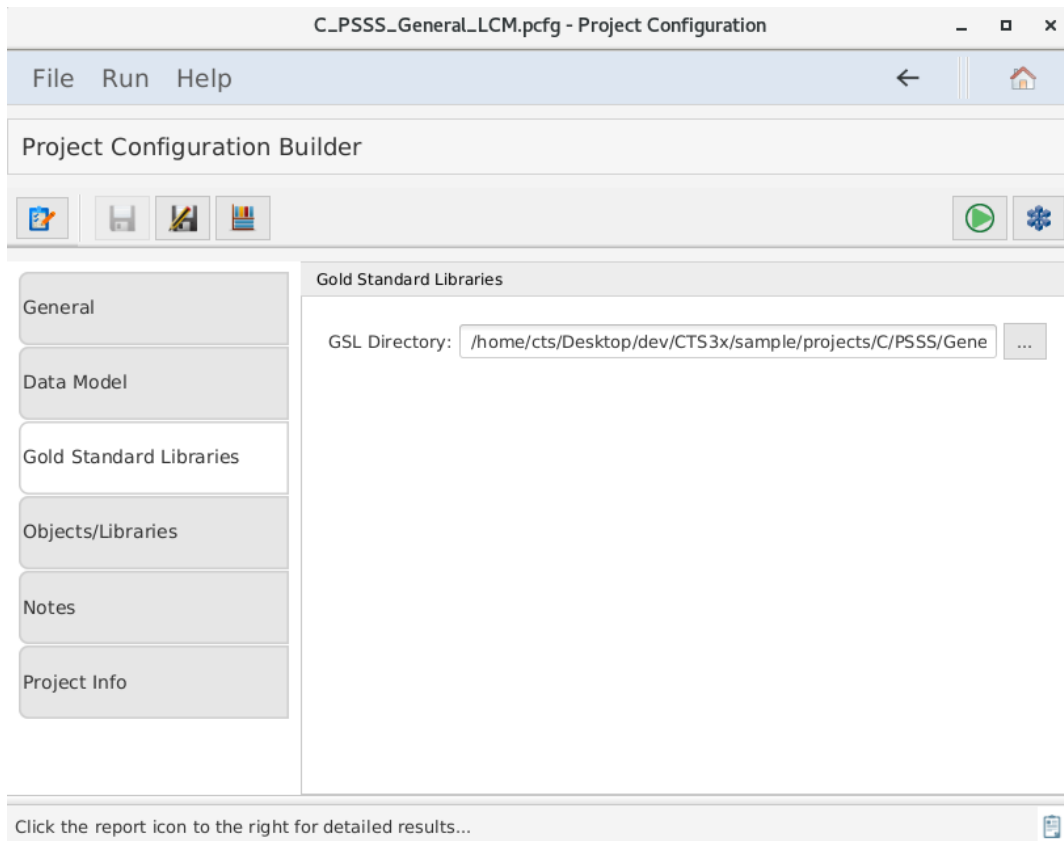 C_PSSS_General_LCM.pcfg - Project Configuration
File Run Help
Project Configuration Builder
General
Data Model
Gold Standard Libraries
Objects/Libraries
Notes
Project Info
Gold Standard Libraries
GSL Directory: /home/cts/Desktop/dev/CTS3x/sample/projects/C/PSSS/Gene ...
Click the report icon to the right for detailed results...